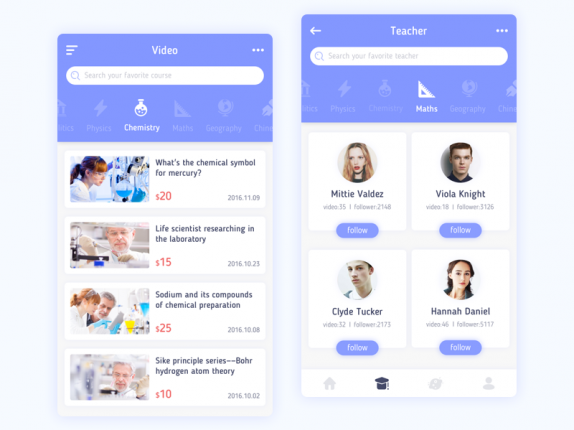 Video
Search your favorite course
litics Physics Chemistry Maths Geography Chine
What's the chemical symbol
for mercury?
$20 2016.11.09
Life scientist researching in
the laboratory
$15 2016.10.23
Sodium and its compounds
of chemical preparation
$25 2016.10.08
Sike principle series--Bohr
hydrogen atom theory
$10 2016.10.02
Teacher
Search your favorite teacher
litics Physics Chemistry Maths Geography Chine
Mittie Valdez
video:35 | follower:2148
follow
Viola Knight
video:18 | follower:3126
follow
Clyde Tucker
video:32 | follower:2173
follow
Hannah Daniel
video:46 | follower:5117
follow